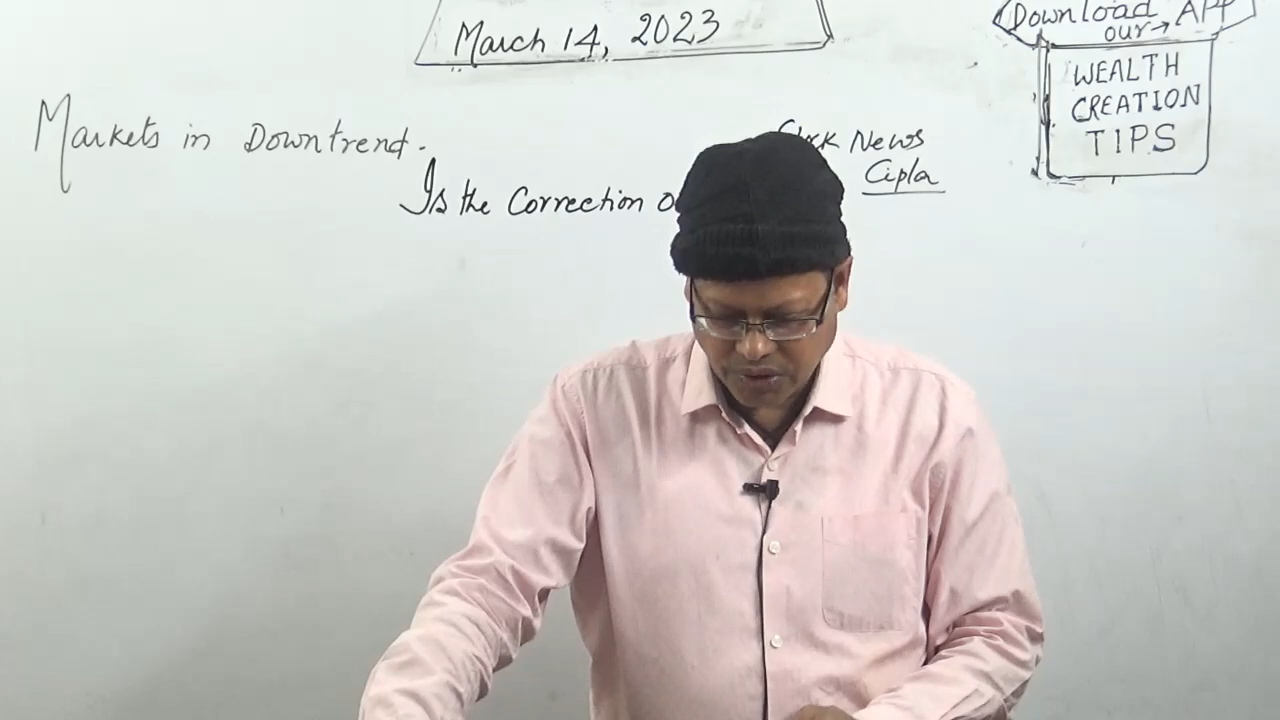 March 14, 2023
Download
our → APP
WEALTH
CREATION
TIPS
Markets in Downtrend.
News
Cipla
Is the Correction